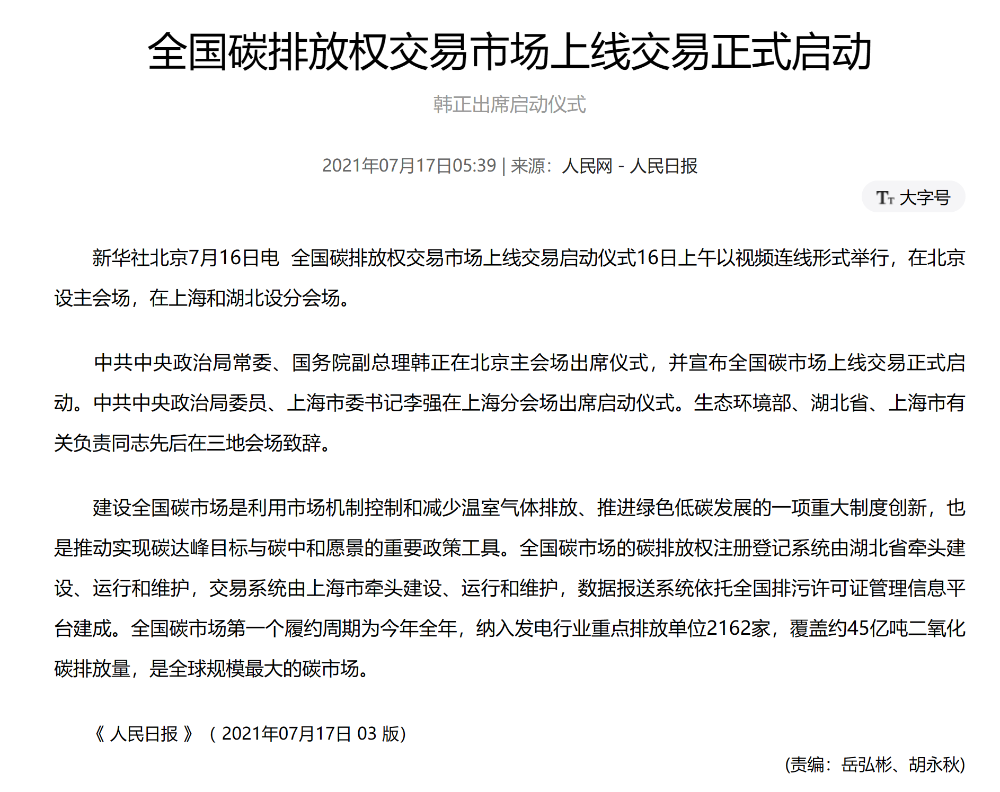 全国碳排放权交易市场上线交易正式启动
韩正出席启动仪式
2021年07月17日05:39 | 来源：人民网 - 人民日报
TT 大字号
新华社北京7月16日电 全国碳排放权交易市场上线交易启动仪式16日上午以视频连线形式举行，在北京
设主会场，在上海和湖北设分会场。
中共中央政治局常委、国务院副总理韩正在北京主会场出席仪式，并宣布全国碳市场上线交易正式启
动。中共中央政治局委员、上海市委书记李强在上海分会场出席启动仪式。生态环境部、湖北省、上海市有
关负责同志先后在三地会场致辞。
建设全国碳市场是利用市场机制控制和减少温室气体排放、推进绿色低碳发展的一项重大制度创新，也
是推动实现碳达峰目标与碳中和愿景的重要政策工具。全国碳市场的碳排放权注册登记系统由湖北省牵头建
设、运行和维护，交易系统由上海市牵头建设、运行和维护，数据报送系统依托全国排污许可证管理信息平
台建成。全国碳市场第一个履约周期为今年全年，纳入发电行业重点排放单位2162家，覆盖约45亿吨二氧化
碳排放量，是全球规模最大的碳市场。
《 人民日报 》（ 2021年07月17日 03 版）
(责编：岳弘彬、胡永秋)